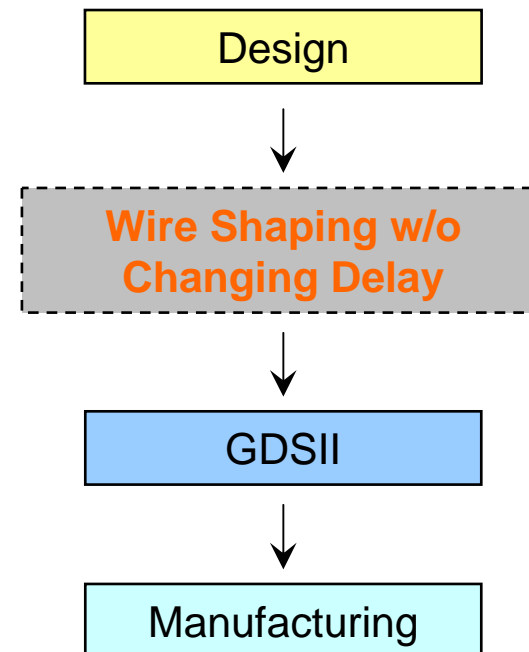 Design
Wire Shaping w/o
Changing Delay
GDSII
Manufacturing